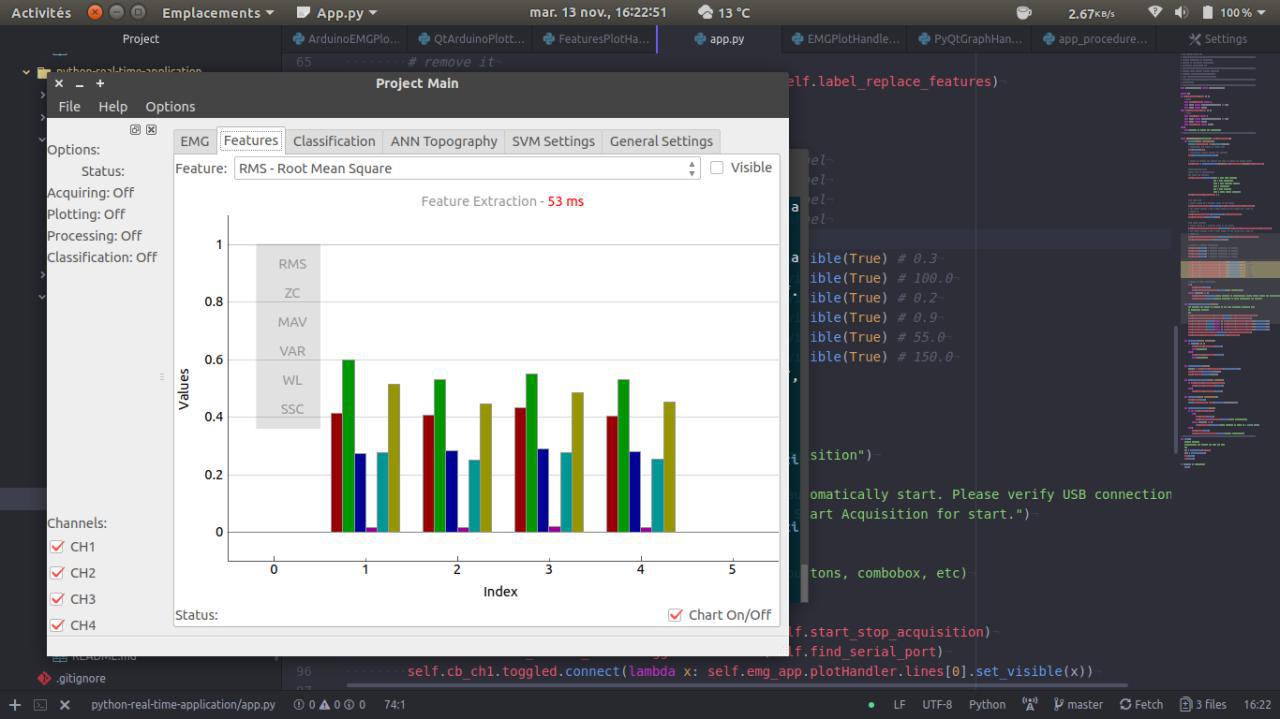 Activités
Emplacements
App.py
mar. 13 nov., 16:22:51
13 °C
2.67KB/s
100 %
Project
ArduinoEMGPlo...
QtArduinoPlott...
FeaturesPlotHa...
app.py
EMGPlotHandle...
PyQtGraphHan...
app_procedure...
Settings
python-real-time-application
65 # remove it
elf.label_replace_features)
Project Main
File Help Options
Options:
Status:
Acquiring: Off
Plotting: Off
Processing: Off
Classification: Off
Channels:
CH1
CH2
CH3
CH4
EMG Features Classification ANN Topography SVM Settings General Settings
Feature: RMS - Root Mean Square Visible
Feature Extraction - 53 ms
Values
1
0.8
0.6
0.4
0.2
0
RMS
ZC
MAV
VAR
WL
SSC
0 1 2 3 4 5
Index
Status: Chart On/Off
ible(True) # 0.3
ible(True) # 100.0
ible(True) # 0.2
ible(True) # 0.9
ible(True) # 55.0
ible(True) # 150.0
sition")
omatically start. Please verify USB connection
art Acquisition for start.")
tons, combobox, etc)
lf.start_stop_acquisition)
lf.find_serial_port)
96 self.cb_ch1.toggled.connect(lambda x: self.emg_app.plotHandler.lines[0].set_visible(x))
README.md
.gitignore
python-real-time-application/app.py
0 0 0
74:1
LF UTF-8 Python master Fetch 3 files 16:22